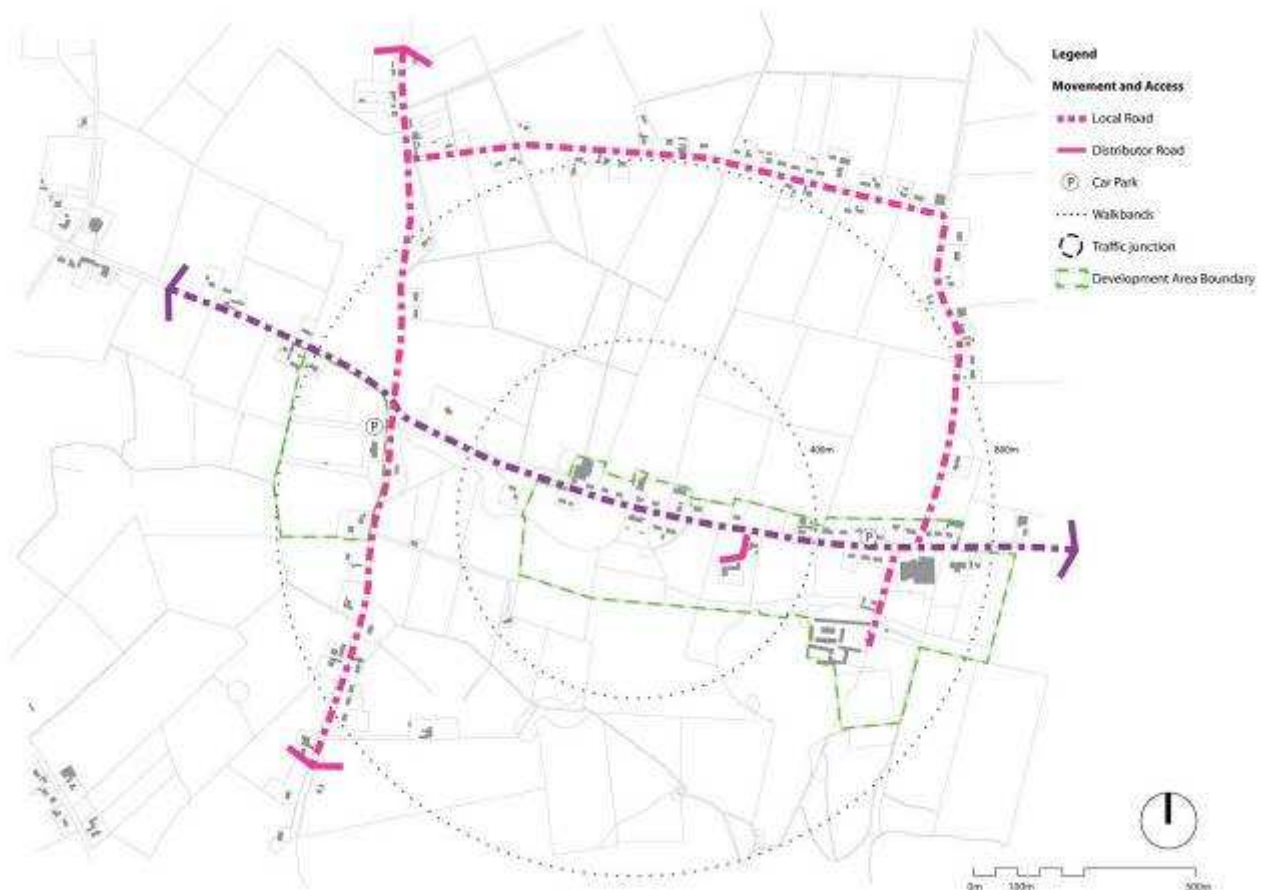 Legend
Movement and Access
Local Road
Distributor Road
P Car Park
Walkbands
Traffic junction
Development Area Boundary
P
400m
800m
P
0m 100m 500m